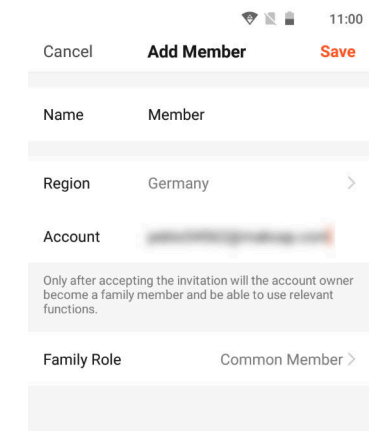 11:00
Cancel Add Member Save
Name Member
Region Germany
Account
Only after accepting the invitation will the account owner
become a family member and be able to use relevant
functions.
Family Role Common Member